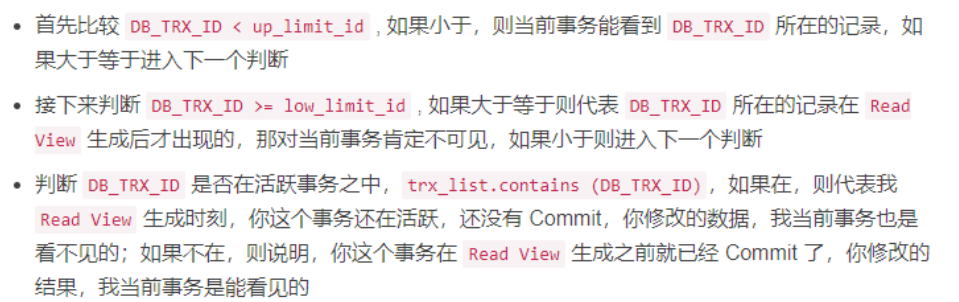 • 首先比较 DB_TRX_ID < up_limit_id , 如果小于，则当前事务能看到 DB_TRX_ID 所在的记录，如
果大于等于进入下一个判断
• 接下来判断 DB_TRX_ID >= low_limit_id , 如果大于等于则代表 DB_TRX_ID 所在的记录在 Read
View 生成后才出现的，那对当前事务肯定不可见，如果小于则进入下一个判断
• 判断 DB_TRX_ID 是否在活跃事务之中，trx_list.contains (DB_TRX_ID)，如果在，则代表我
Read View 生成时刻，你这个事务还在活跃，还没有 Commit，你修改的数据，我当前事务也是
看不见的；如果不在，则说明，你这个事务在 Read View 生成之前就已经 Commit 了，你修改的
结果，我当前事务是能看见的